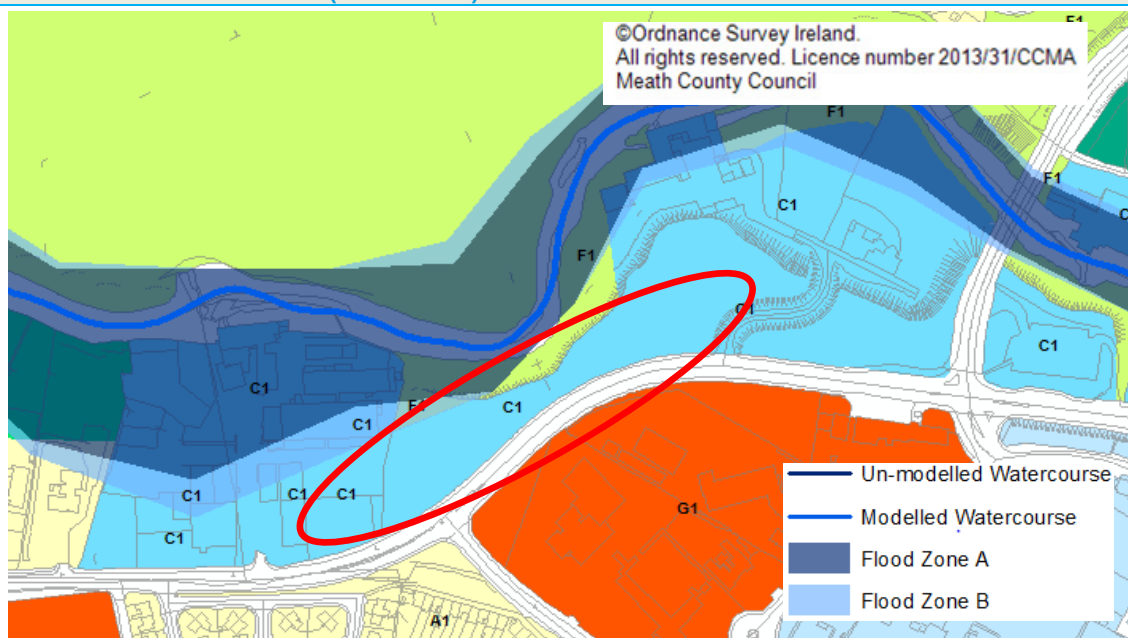 ©Ordnance Survey Ireland.
All rights reserved. Licence number 2013/31/CCMA
Meath County Council
F1
F1
C1
F1
C1
C1
C1
C1
C1
C1
C1
C1
C1
G1
A1
Un-modelled Watercourse
Modelled Watercourse
Flood Zone A
Flood Zone B